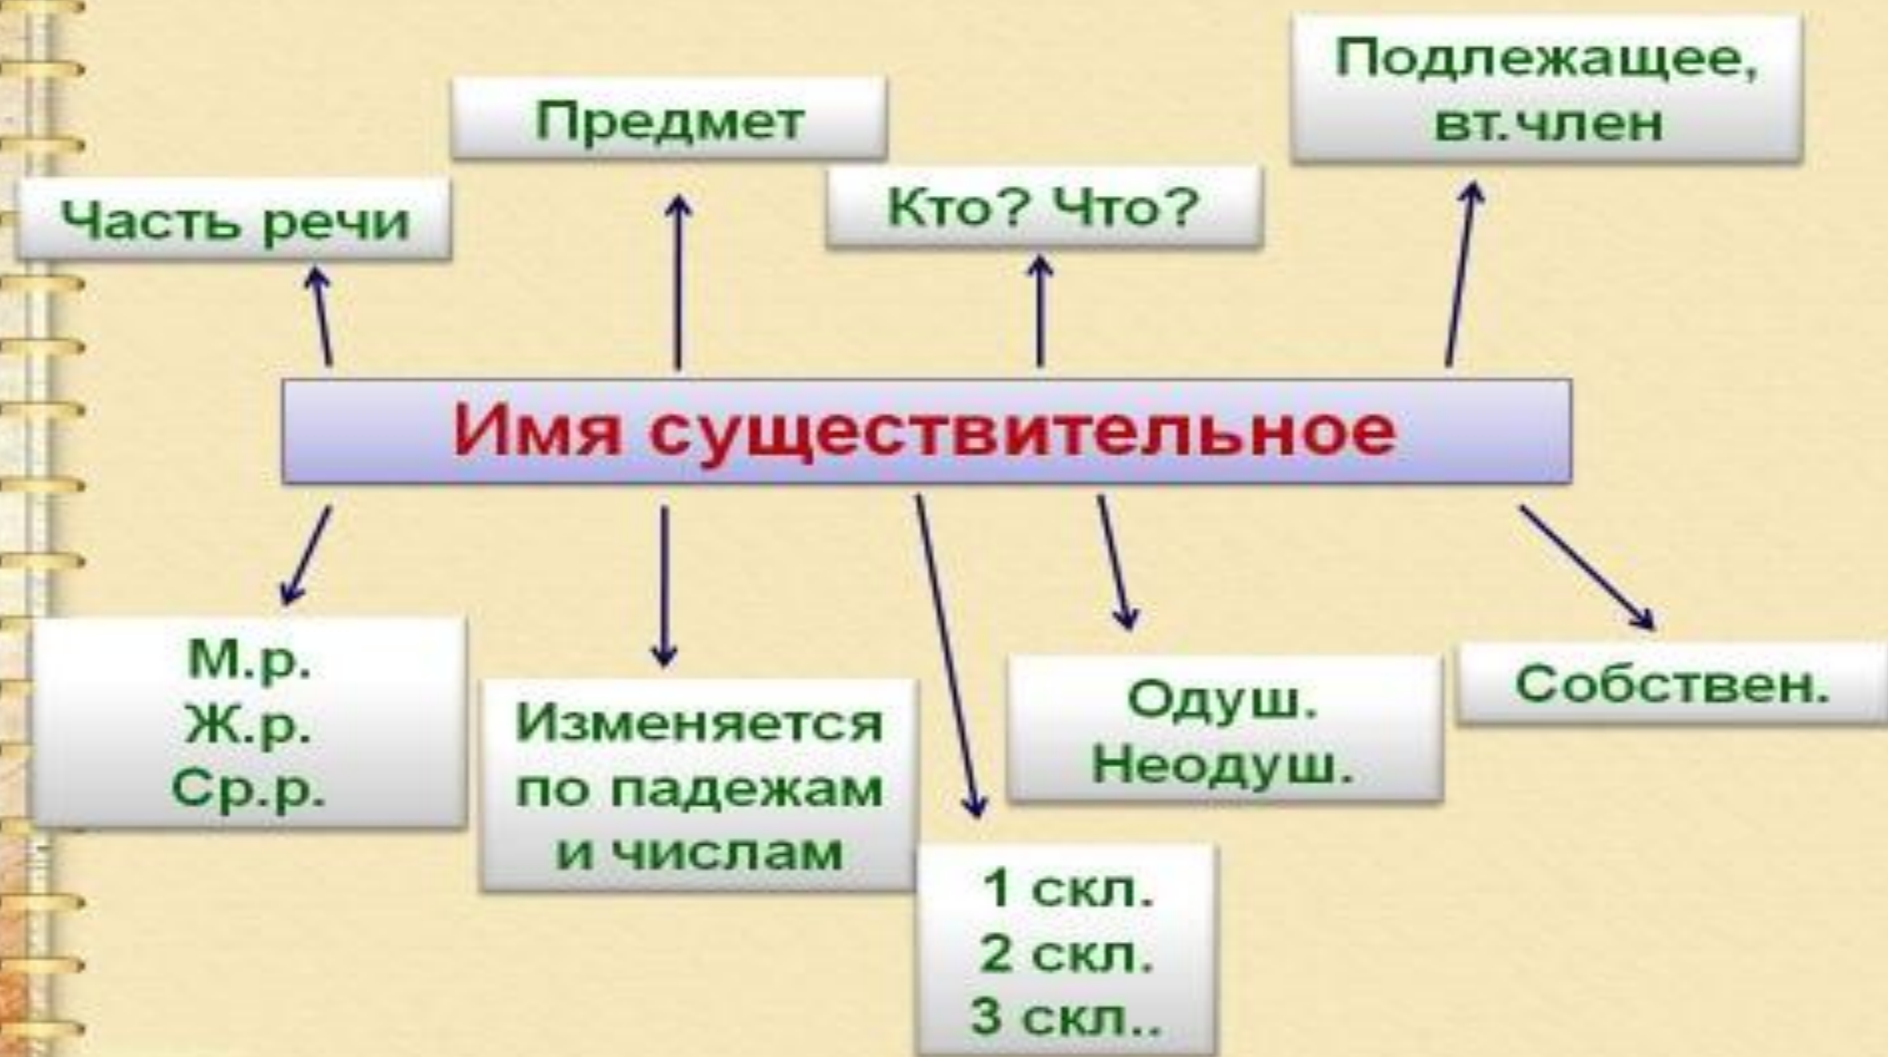 Подлежащее,
вт.член
Предмет
Кто? Что?
Часть речи
Имя существительное
М.р.
Ж.р.
Ср.р.
Изменяется
по падежам
и числам
1 скл.
2 скл.
3 скл..
Одуш.
Неодуш.
Собствен.